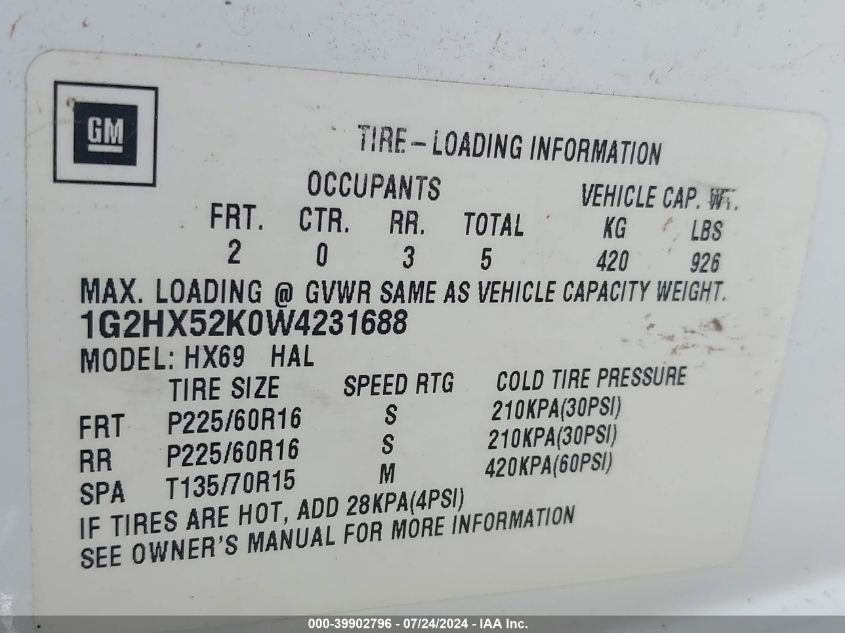 GM
TIRE – LOADING INFORMATION
OCCUPANTS VEHICLE CAP. WT.
FRT. CTR. RR. TOTAL KG LBS
2 0 3 5 420 926
MAX. LOADING @ GVWR SAME AS VEHICLE CAPACITY WEIGHT.
1G2HX52K0W4231688
MODEL: HX69 HAL
TIRE SIZE SPEED RTG COLD TIRE PRESSURE
FRT P225/60R16 S 210KPA(30PSI)
RR P225/60R16 S 210KPA(30PSI)
SPA T135/70R15 M 420KPA(60PSI)
IF TIRES ARE HOT, ADD 28KPA(4PSI)
SEE OWNER'S MANUAL FOR MORE INFORMATION
000-39902796 - 07/24/2024 - IAA Inc.